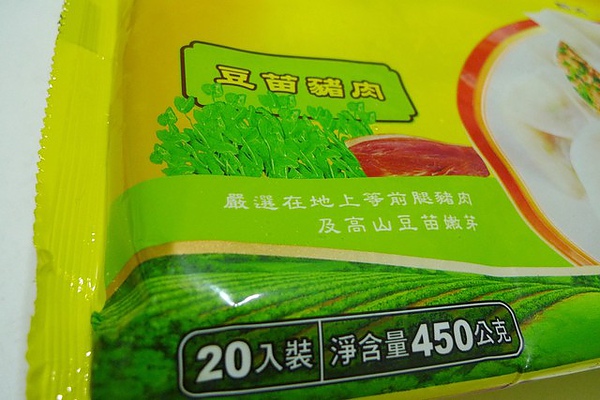 豆苗豬肉
嚴選在地上等前腿豬肉
及高山豆苗嫩芽
20入裝 淨含量450公克